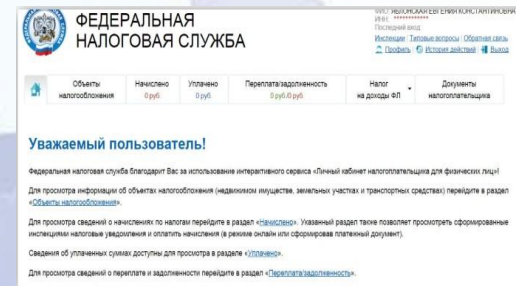 ФЕДЕРАЛЬНАЯ
НАЛОГОВАЯ СЛУЖБА
ФИО: ЯБЛОНСКАЯ ЕВГЕНИЯ КОНСТАНТИНОВНА
ИНН: ************
Последний вход:
Инспекции | Типовые вопросы | Обратная связь
Профиль | История действий | Выход
Объекты налогообложения
Начислено 0 руб.
Уплачено 0 руб.
Переплата/задолженность 0 руб./0 руб.
Налог на доходы ФЛ
Документы налогоплательщика
Уважаемый пользователь!
Федеральная налоговая служба благодарит Вас за использование интерактивного сервиса «Личный кабинет налогоплательщика для физических лиц»!
Для просмотра информации об объектах налогообложения (недвижимом имуществе, земельных участках и транспортных средствах) перейдите в раздел
«Объекты налогообложения».
Для просмотра сведений о начислениях по налогам перейдите в раздел «Начислено». Указанный раздел также позволяет просмотреть сформированные
инспекциями налоговые уведомления и оплатить начисления (в режиме онлайн или сформировав платежный документ).
Сведения об уплаченных суммах доступны для просмотра в разделе «Уплачено».
Для просмотра сведений о переплате и задолженности перейдите в раздел «Переплата/задолженность».